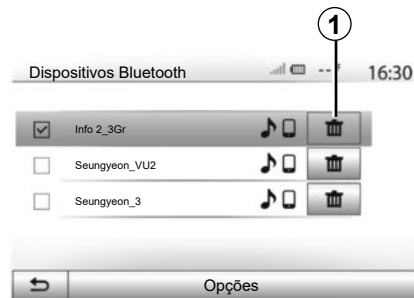 1
Dispositivos Bluetooth 16:30
Info 2_3Gr
Seungyeon_VU2
Seungyeon_3
Opções